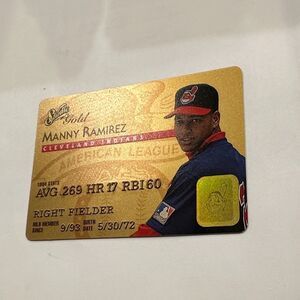 Studio
Gold
MANNY RAMIREZ
CLEVELAND INDIANS
AMERICAN LEAGUE
1994 STATS
AVG .269 HR 17 RBI 60
RIGHT FIELDER
MLB MEMBER SINCE 9/93 BIRTH DATE 5/30/72